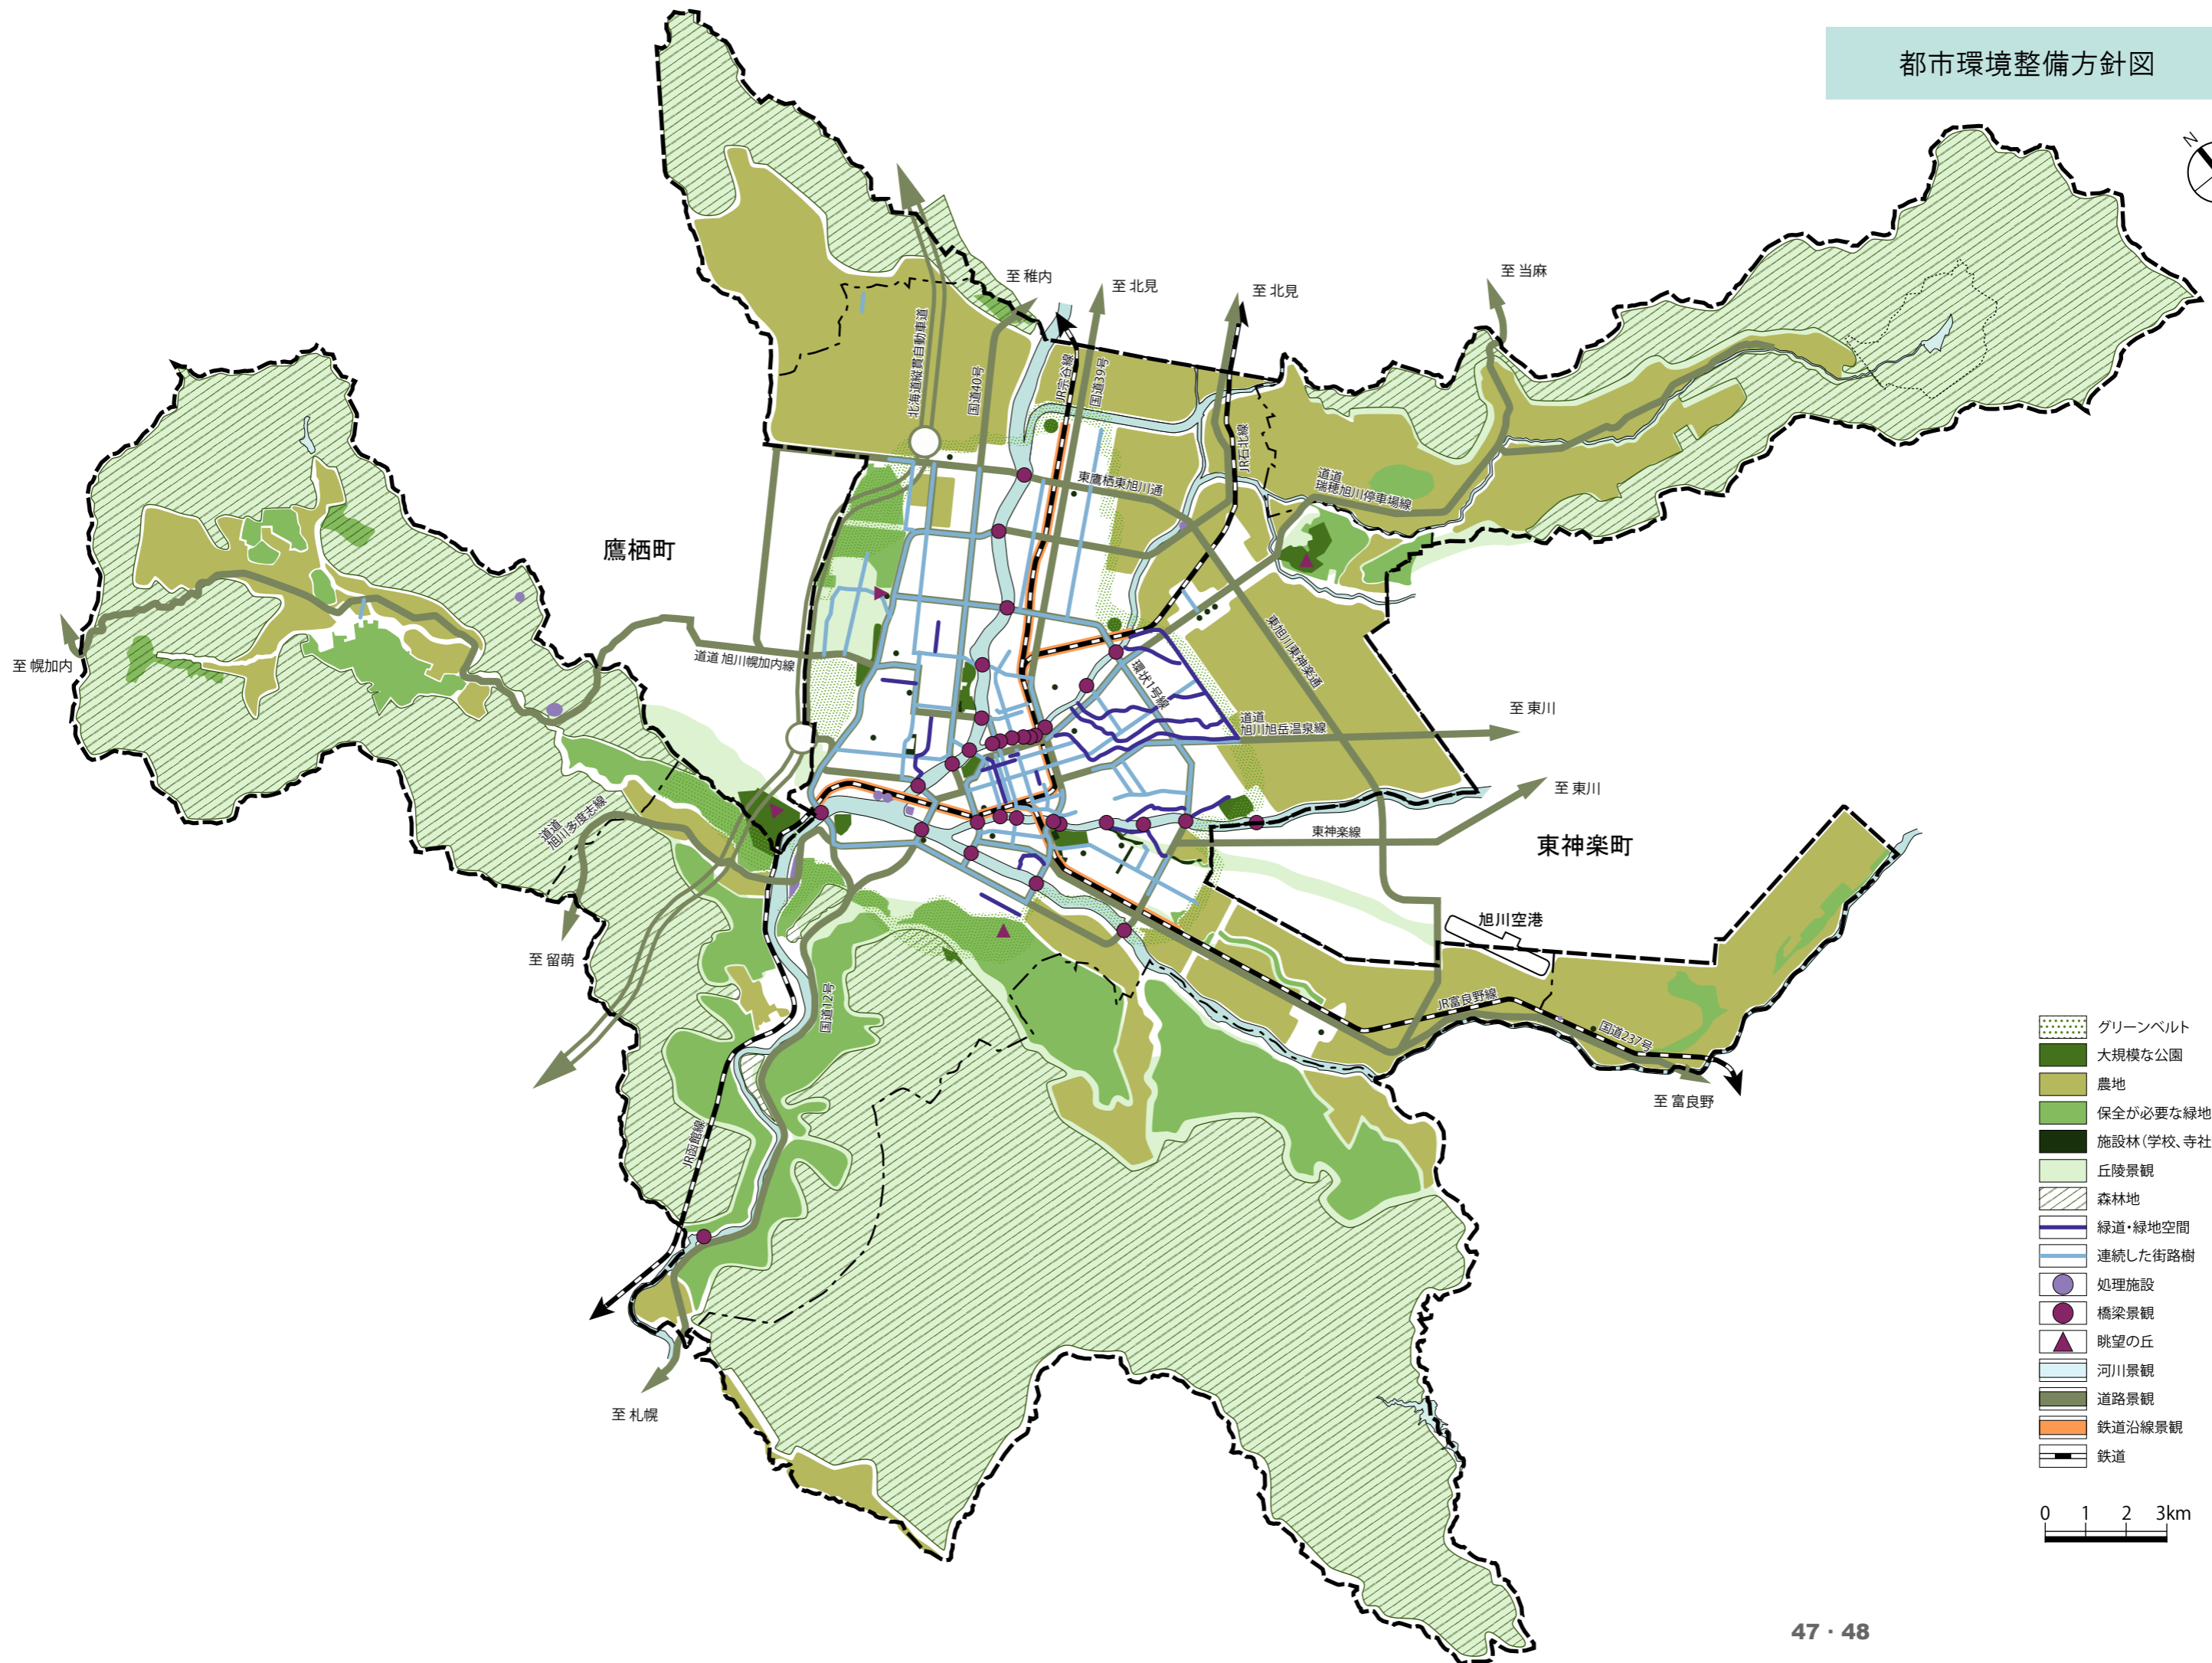 都市環境整備方針図
N
至 稚内
至 北見
至 北見
至 当麻
北海道縦貫自動車道
国道40号
JR宗谷線
国道39号
JR石北線
東鷹栖東旭川通
道道
瑞穂旭川停車場線
鷹栖町
至 幌加内
道道 旭川幌加内線
環状1号線
東旭川東神楽通
道道
旭川旭岳温泉線
至 東川
至 東川
東神楽線
東神楽町
道道
旭川多度志線
旭川空港
至 留萌
国道12号
JR富良野線
国道237号
至 富良野
JR函館線
至 札幌
グリーンベルト
大規模な公園
農地
保全が必要な緑地
施設林（学校、寺社
丘陵景観
森林地
緑道・緑地空間
連続した街路樹
処理施設
橋梁景観
眺望の丘
河川景観
道路景観
鉄道沿線景観
鉄道
0 1 2 3km
47・48